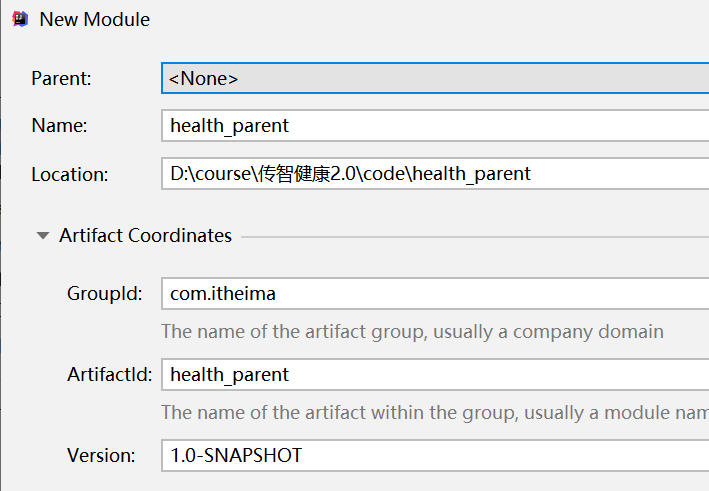 New Module
Parent: <None>
Name: health_parent
Location: D:\course\传智健康2.0\code\health_parent
Artifact Coordinates
GroupId: com.itheima
The name of the artifact group, usually a company domain
ArtifactId: health_parent
The name of the artifact within the group, usually a module nam
Version: 1.0-SNAPSHOT